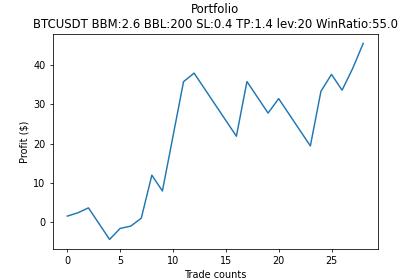 Portfolio
BTCUSDT BBM:2.6 BBL:200 SL:0.4 TP:1.4 lev:20 WinRatio:55.0
40
30
20
10
0
Profit ($)
0 5 10 15 20 25
Trade counts